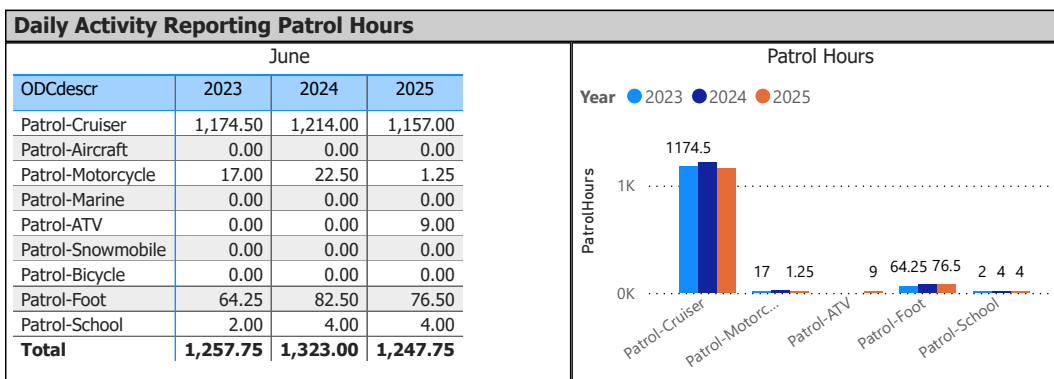 Daily Activity Reporting Patrol Hours
June
ODCdescr 2023 2024 2025
Patrol-Cruiser 1,174.50 1,214.00 1,157.00
Patrol-Aircraft 0.00 0.00 0.00
Patrol-Motorcycle 17.00 22.50 1.25
Patrol-Marine 0.00 0.00 0.00
Patrol-ATV 0.00 0.00 9.00
Patrol-Snowmobile 0.00 0.00 0.00
Patrol-Bicycle 0.00 0.00 0.00
Patrol-Foot 64.25 82.50 76.50
Patrol-School 2.00 4.00 4.00
Total 1,257.75 1,323.00 1,247.75
Patrol Hours
Year 2023 2024 2025
PatrolHours
1174.5
1K
17 1.25 9 64.25 76.5 2 4 4
0K
Patrol-Cruiser Patrol-Motorc... Patrol-ATV Patrol-Foot Patrol-School